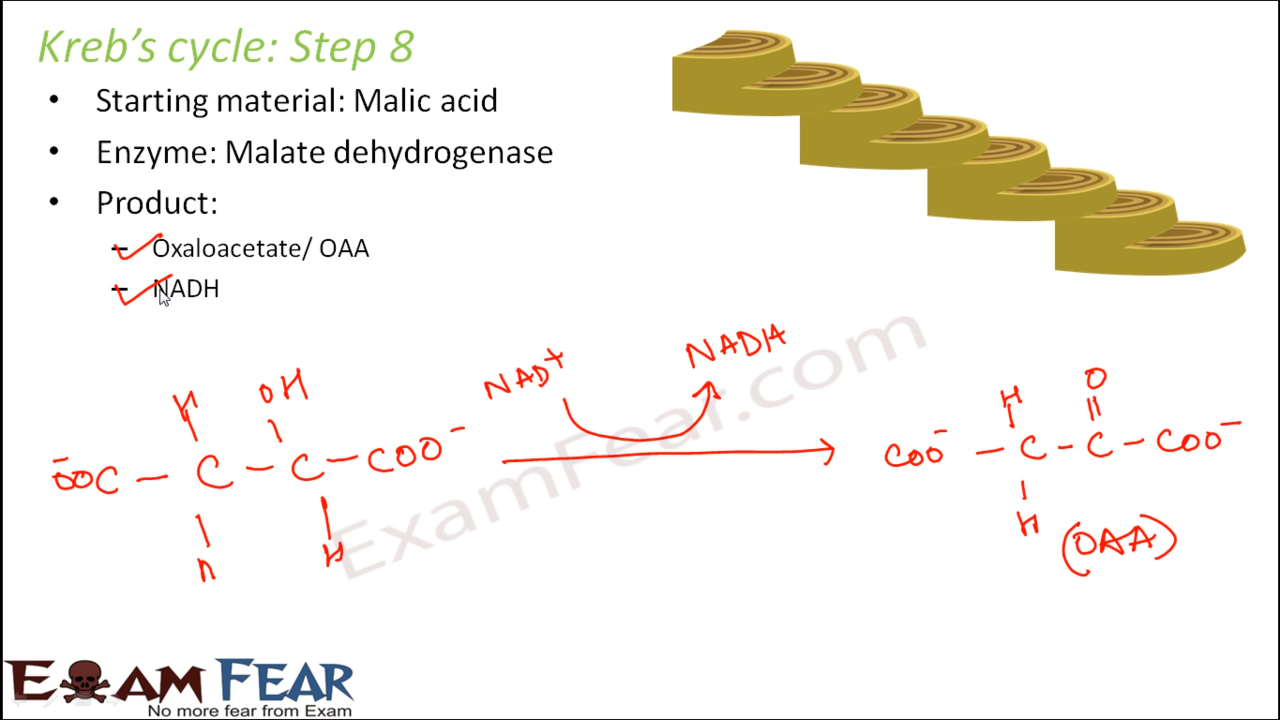 Kreb's cycle: Step 8
• Starting material: Malic acid
• Enzyme: Malate dehydrogenase
• Product:
– Oxaloacetate/ OAA
– NADH
NAD+ NADH
H OH
-OOC - C - C - COO-
H H
H O
COO- - C - C - COO-
H
(OAA)
ExamFear.com
EXAM FEAR
No more fear from Exam